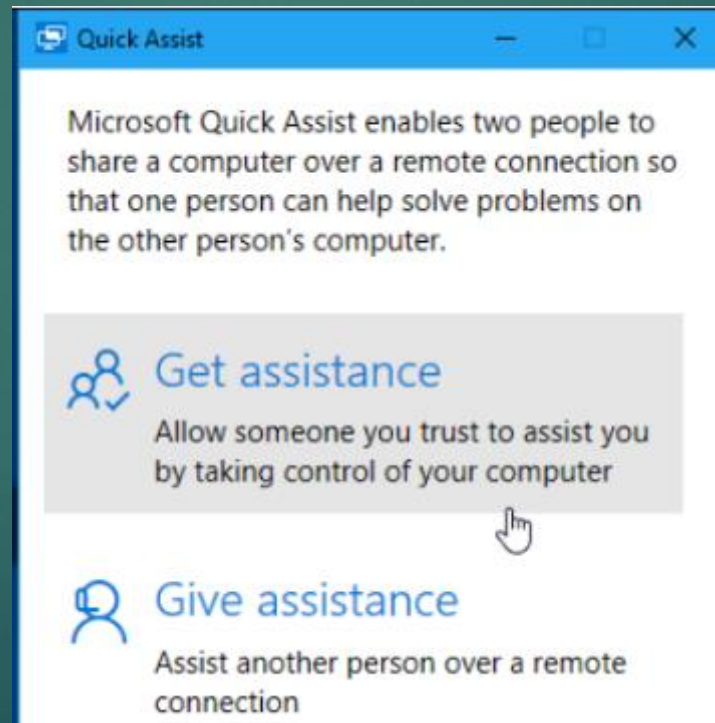 Quick Assist
Microsoft Quick Assist enables two people to
share a computer over a remote connection so
that one person can help solve problems on
the other person's computer.
Get assistance
Allow someone you trust to assist you
by taking control of your computer
Give assistance
Assist another person over a remote
connection